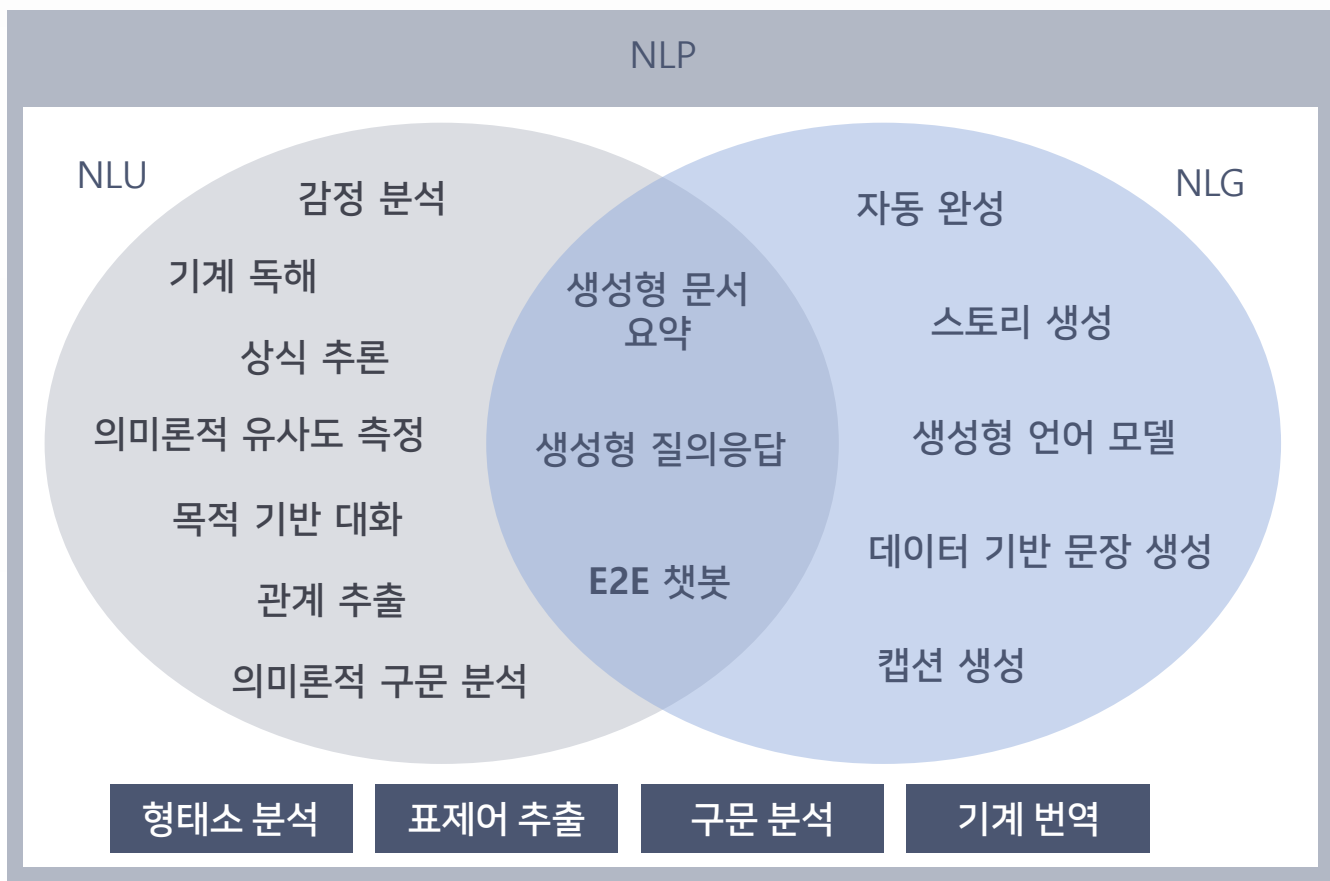 NLP
NLU
감정 분석
기계 독해
상식 추론
의미론적 유사도 측정
목적 기반 대화
관계 추출
의미론적 구문 분석
생성형 문서
요약
생성형 질의응답
E2E 챗봇
NLG
자동 완성
스토리 생성
생성형 언어 모델
데이터 기반 문장 생성
캡션 생성
형태소 분석
표제어 추출
구문 분석
기계 번역